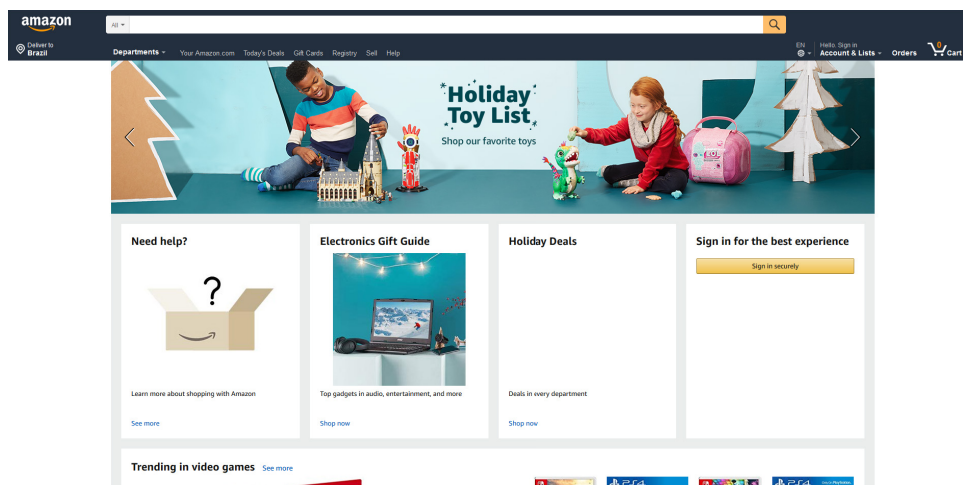 amazon
All
Deliver to
Brazil
Departments
Your Amazon.com Today's Deals Gift Cards Registry Sell Help
EN
Hello. Sign in
Account & Lists
Orders
0
Cart
Holiday
Toy List
Shop our favorite toys
Need help?
?
Learn more about shopping with Amazon
See more
Electronics Gift Guide
Top gadgets in audio, entertainment, and more
Shop now
Holiday Deals
Deals in every department
Shop now
Sign in for the best experience
Sign in securely
Trending in video games See more
PS4
PS4